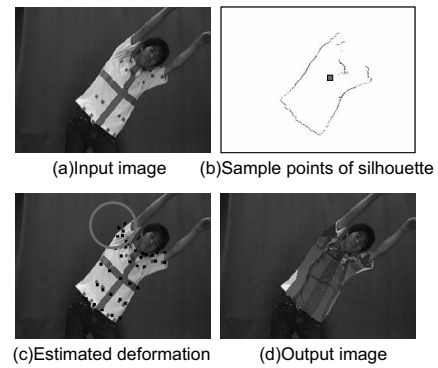 (a)Input image
(b)Sample points of silhouette
(c)Estimated deformation
(d)Output image